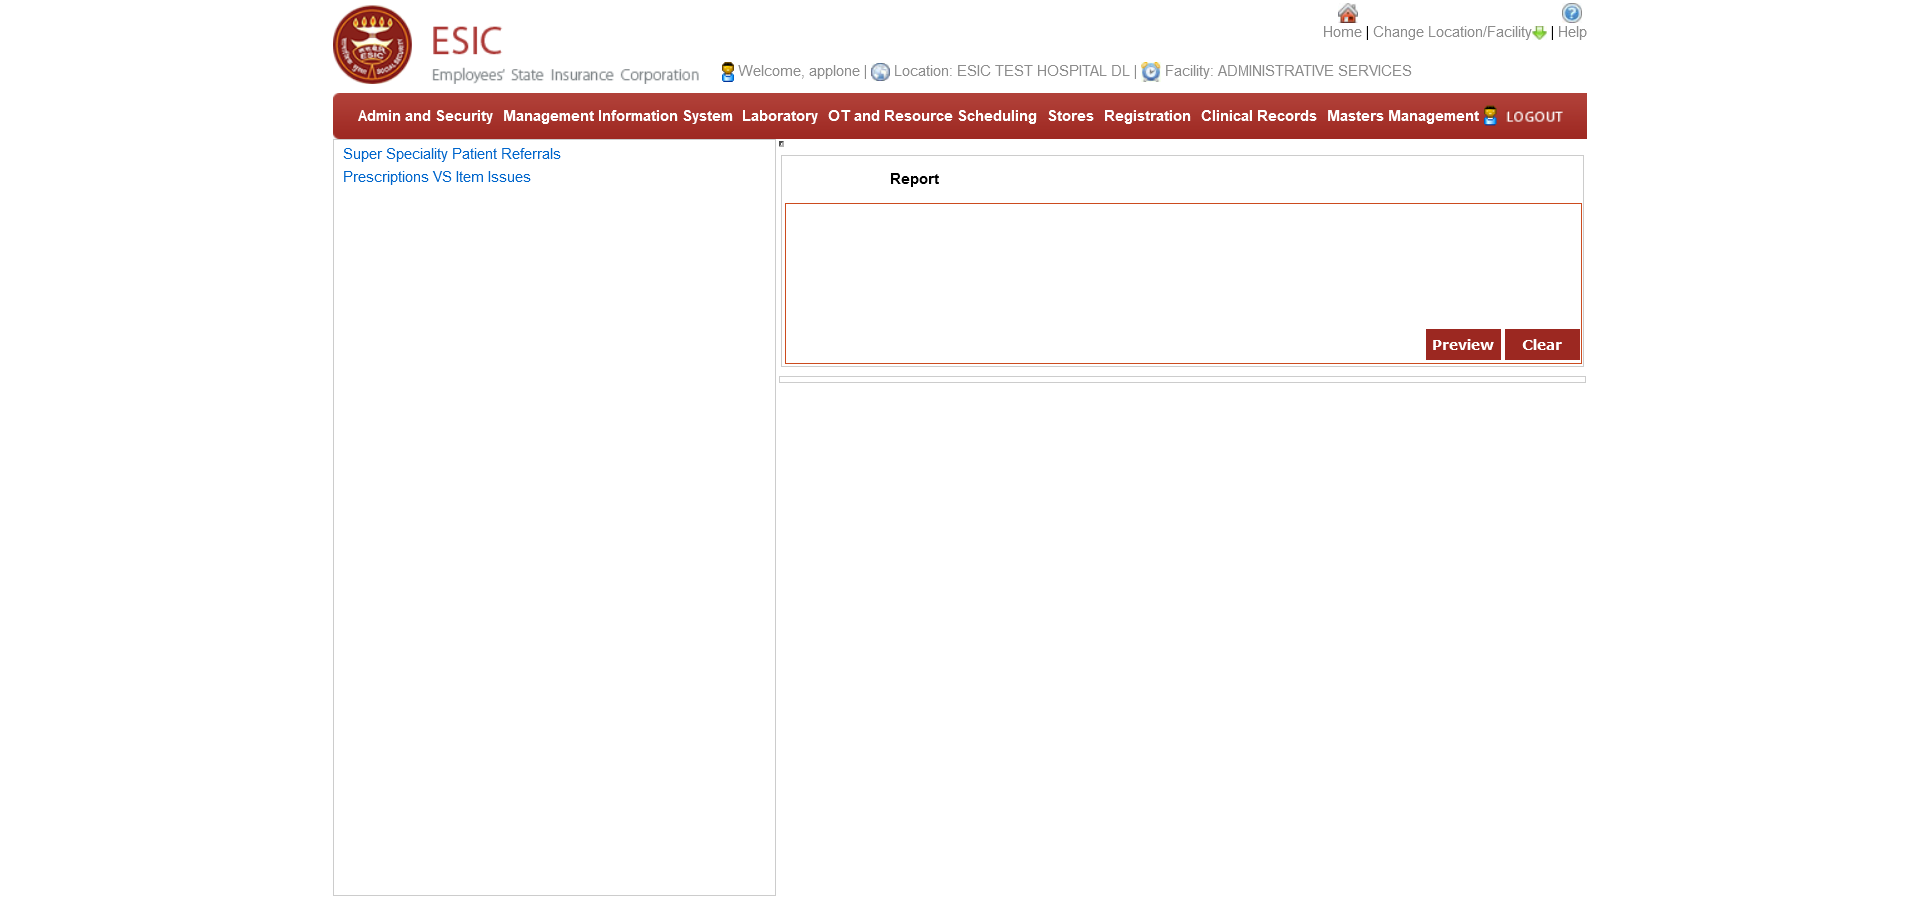 Home | Change Location/Facility | Help
ESIC
Employees' State Insurance Corporation
Welcome, applone | Location: ESIC TEST HOSPITAL DL | Facility: ADMINISTRATIVE SERVICES
Admin and Security Management Information System Laboratory OT and Resource Scheduling Stores Registration Clinical Records Masters Management LOGOUT
Super Speciality Patient Referrals
Prescriptions VS Item Issues
Report
Preview Clear